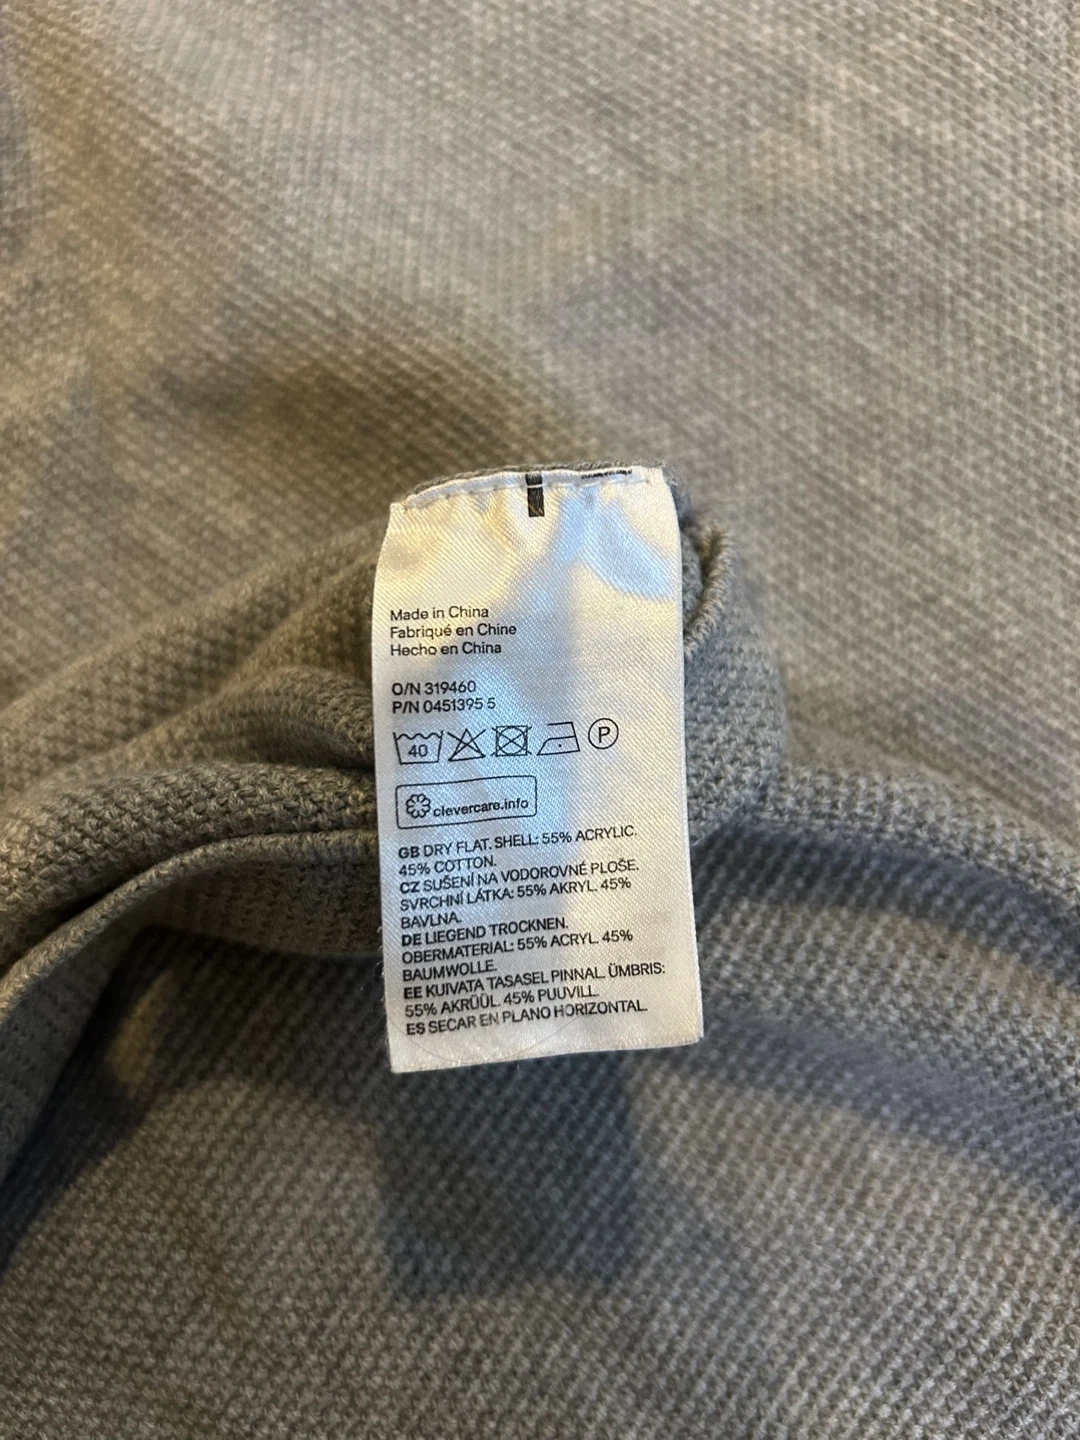 Made in China
Fabriqué en Chine
Hecho en China
O/N 319460
P/N 0451395 5
40 P
clevercare.info
GB DRY FLAT. SHELL: 55% ACRYLIC.
45% COTTON.
CZ SUŠENÍ NA VODOROVNÉ PLOŠE.
SVRCHNÍ LÁTKA: 55% AKRYL. 45%
BAVLNA.
DE LIEGEND TROCKNEN.
OBERMATERIAL: 55% ACRYL. 45%
BAUMWOLLE.
EE KUIVATA TASASEL PINNAL. ÜMBRIS:
55% AKRÜÜL. 45% PUUVILL.
ES SECAR EN PLANO HORIZONTAL.